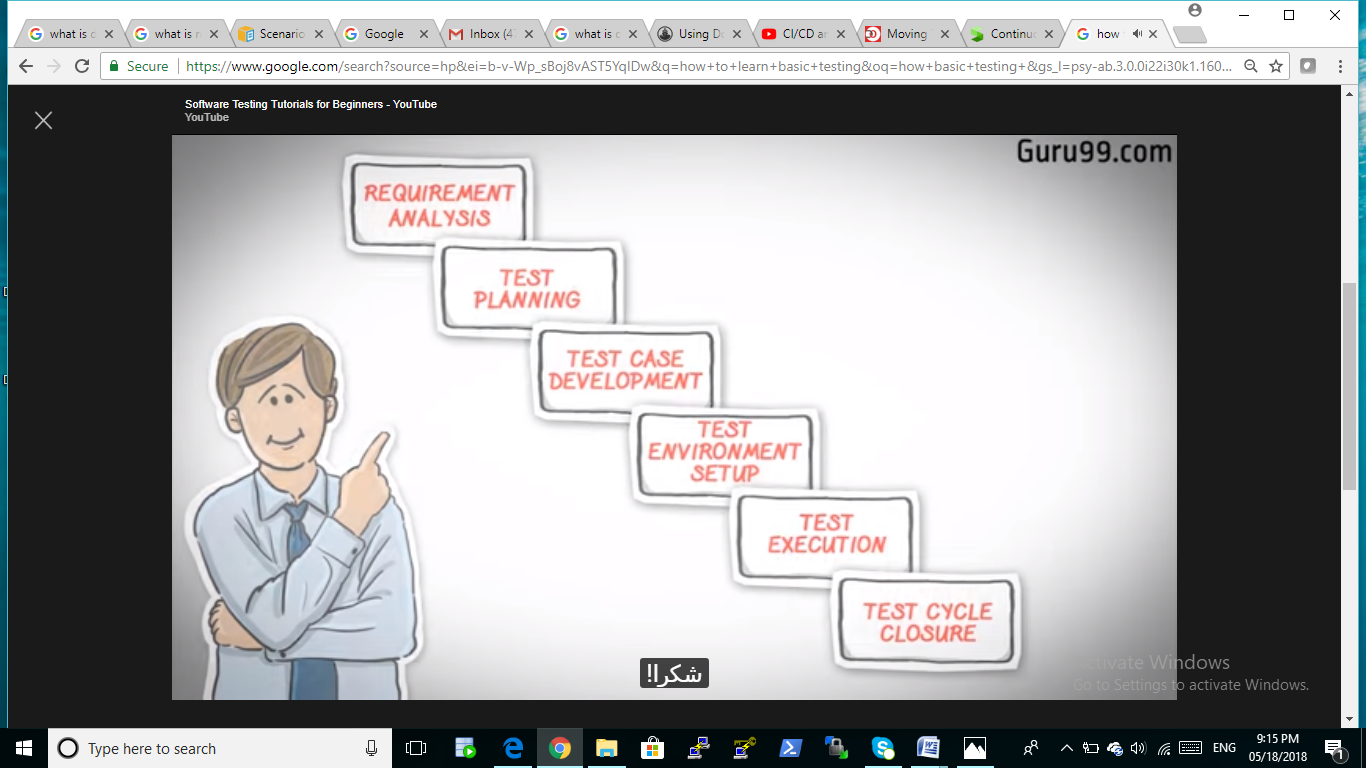 what is c
what is r
Scenario
Google
Inbox (4
what is c
Using D
CI/CD a
Moving
Continu
how
Secure
https://www.google.com/search?source=hp&ei=b-v-Wp_sBoj8vAST5YqIDw&q=how+to+learn+basic+testing&oq=how+basic+testing+&gs_l=psy-ab.3.0.0i22i30k1.160...
Software Testing Tutorials for Beginners - YouTube
YouTube
Guru99.com
REQUIREMENT
ANALYSIS
TEST
PLANNING
TEST CASE
DEVELOPMENT
TEST
ENVIRONMENT
SETUP
TEST
EXECUTION
TEST CYCLE
CLOSURE
شكرا!
Activate Windows
Go to Settings to activate Windows.
Type here to search
ENG
9:15 PM
05/18/2018
1